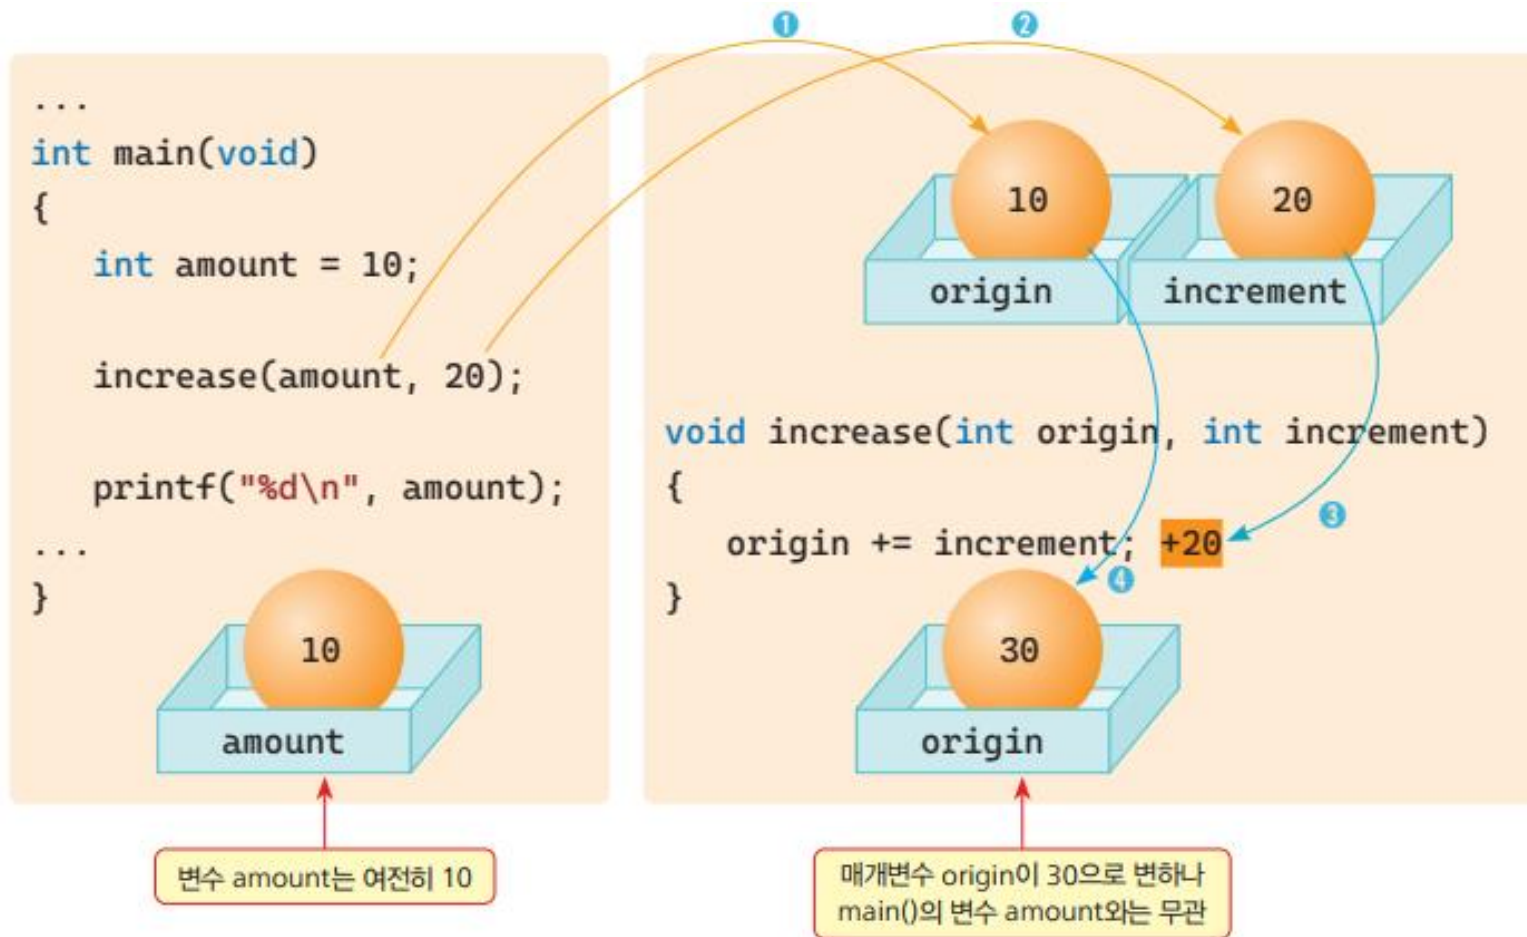 ❶ ❷
...
int main(void)
{
int amount = 10;
increase(amount, 20);
printf("%d\n", amount);
...
}
10
amount
변수 amount는 여전히 10
10 20
origin increment
void increase(int origin, int increment)
{
❸
origin += increment; +20
❹
}
30
origin
매개변수 origin이 30으로 변하나
main()의 변수 amount와는 무관